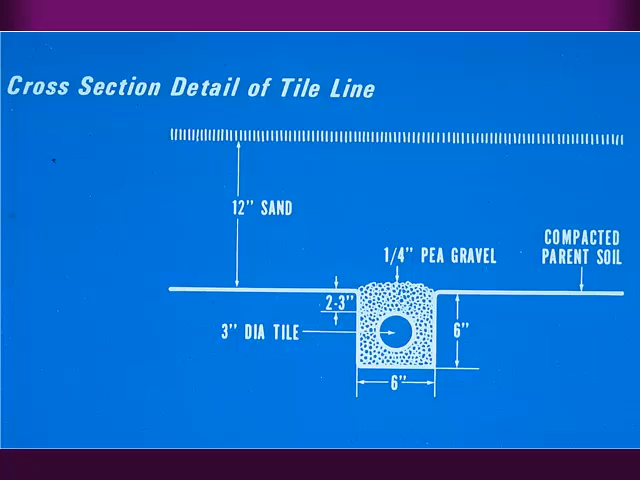 Cross Section Detail of Tile Line
12" SAND
1/4" PEA GRAVEL
COMPACTED
PARENT SOIL
2-3"
3" DIA TILE
6"
6"